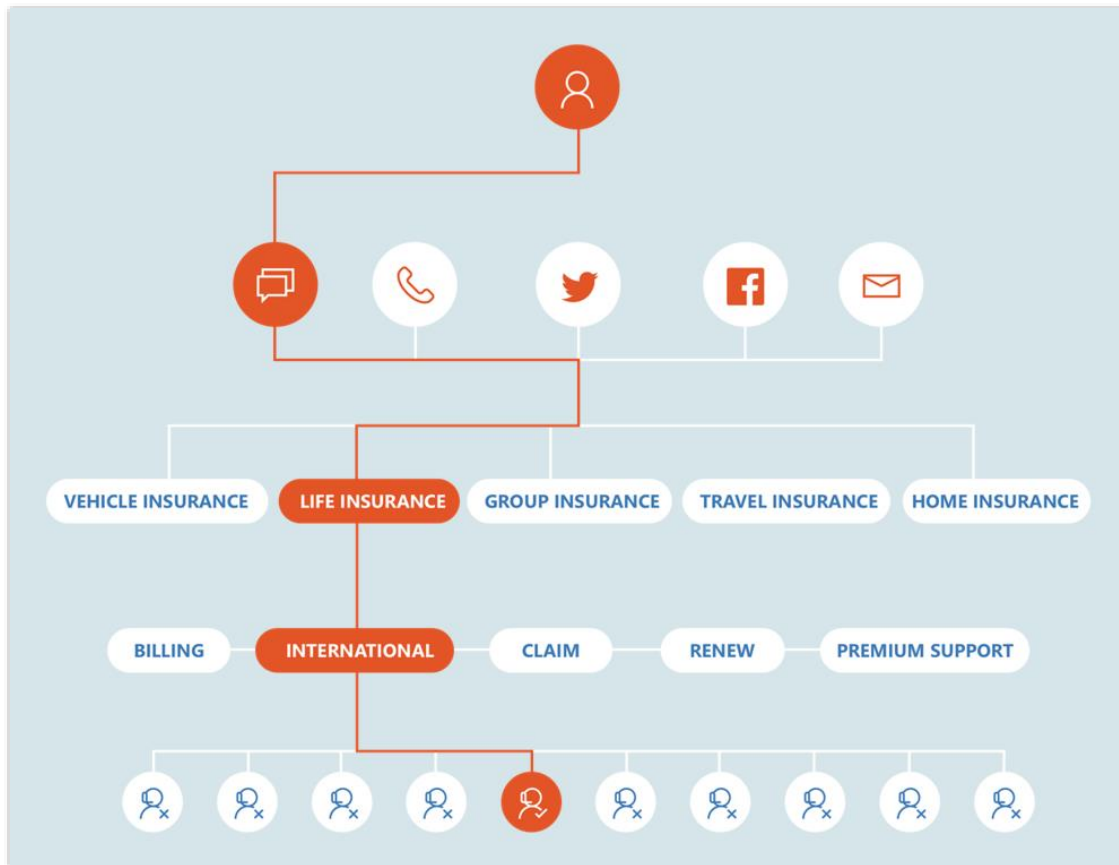 VEHICLE INSURANCE
LIFE INSURANCE
GROUP INSURANCE
TRAVEL INSURANCE
HOME INSURANCE
BILLING
INTERNATIONAL
CLAIM
RENEW
PREMIUM SUPPORT